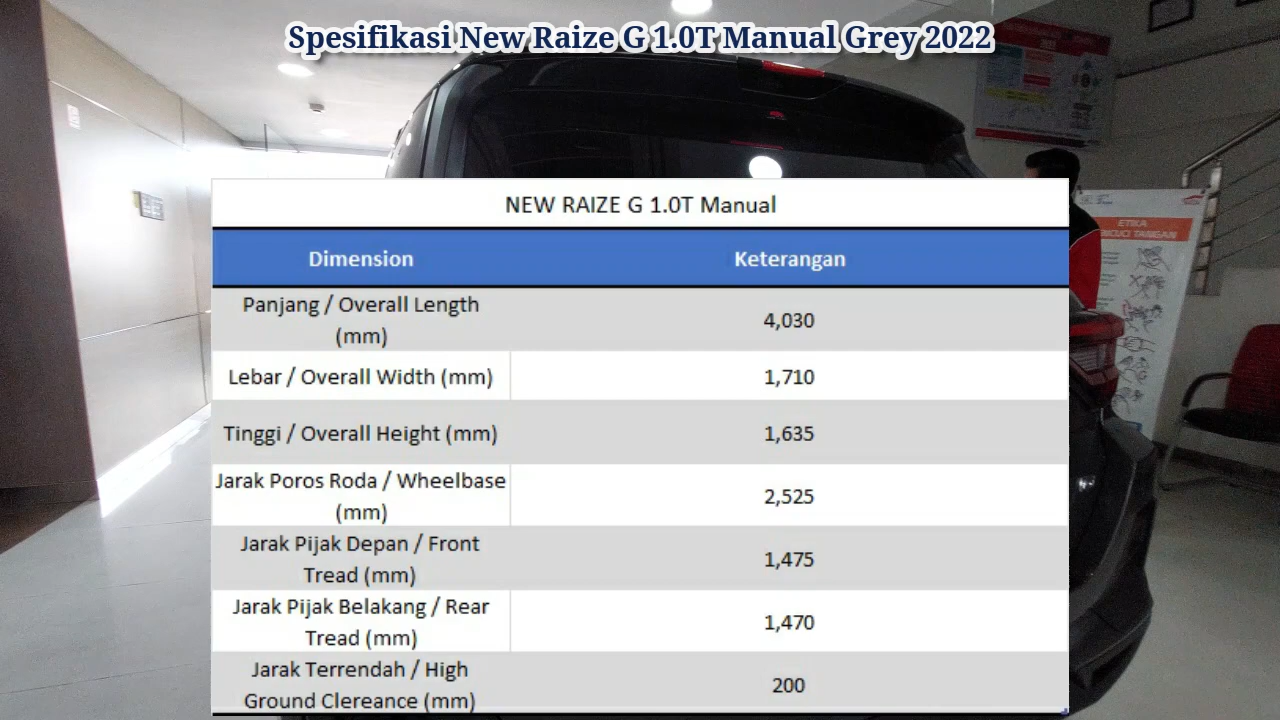 Spesifikasi New Raize G 1.0T Manual Grey 2022
NEW RAIZE G 1.0T Manual
Dimension Keterangan
Panjang / Overall Length
(mm)
4,030
Lebar / Overall Width (mm) 1,710
Tinggi / Overall Height (mm) 1,635
Jarak Poros Roda / Wheelbase
(mm)
2,525
Jarak Pijak Depan / Front
Tread (mm)
1,475
Jarak Pijak Belakang / Rear
Tread (mm)
1,470
Jarak Terrendah / High
Ground Clereance (mm)
200
ETIKA
TANGAN